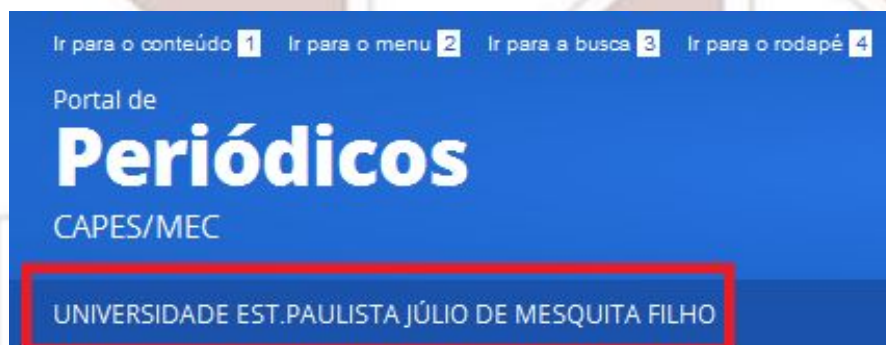 Ir para o conteúdo 1 Ir para o menu 2 Ir para a busca 3 Ir para o rodapé 4
Portal de
Periódicos
CAPES/MEC
UNIVERSIDADE EST.PAULISTA JÚLIO DE MESQUITA FILHO